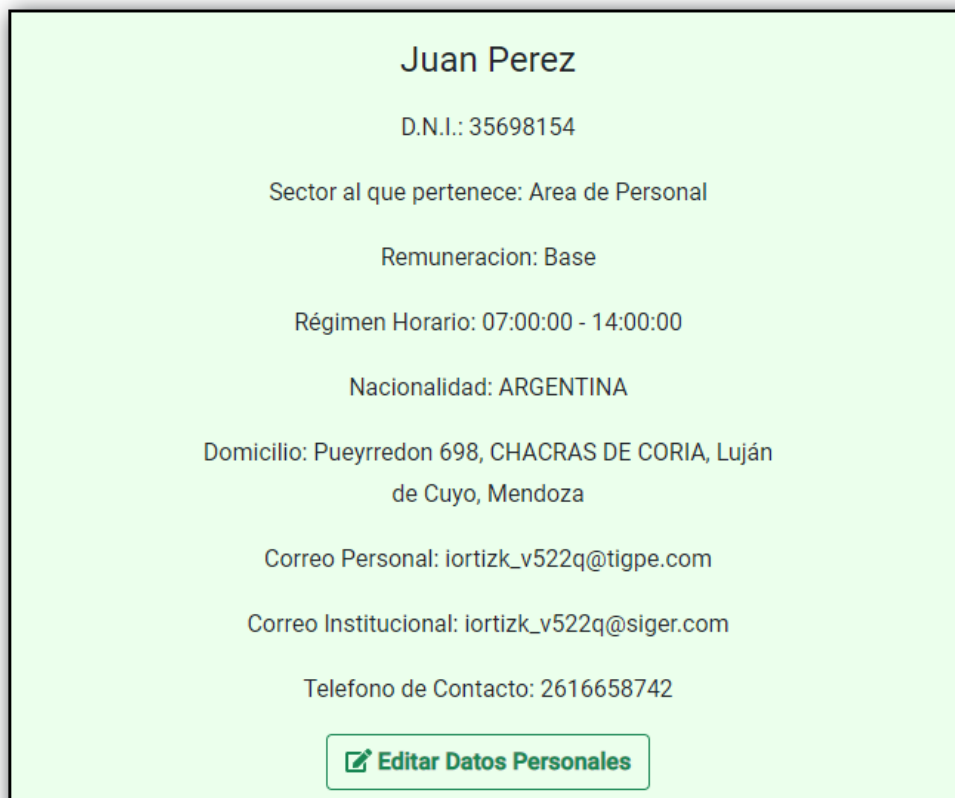 Juan Perez
D.N.I.: 35698154
Sector al que pertenece: Area de Personal
Remuneracion: Base
Régimen Horario: 07:00:00 - 14:00:00
Nacionalidad: ARGENTINA
Domicilio: Pueyrredon 698, CHACRAS DE CORIA, Luján
de Cuyo, Mendoza
Correo Personal: iortizk_v522q@tigpe.com
Correo Institucional: iortizk_v522q@siger.com
Telefono de Contacto: 2616658742
Editar Datos Personales